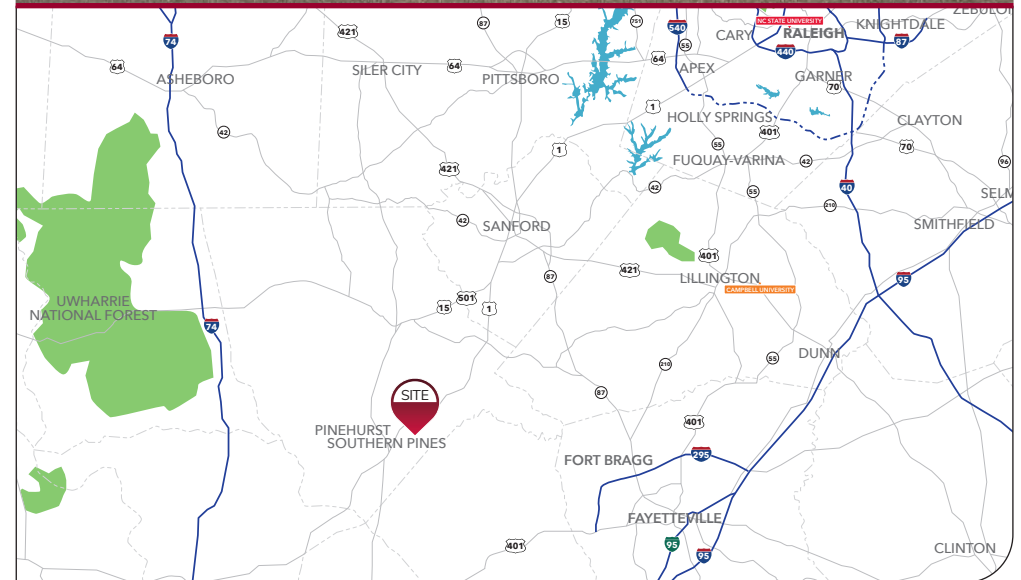 ZEBULON
NC STATE UNIVERSITY
87
15
751
540
KNIGHTDALE
74
421
CARY
RALEIGH
87
55
440
64
ASHEBORO
SILER CITY
64
PITTSBORO
64
APEX
GARNER
70
1
HOLLY SPRINGS
401
CLAYTON
42
1
55
70
421
FUQUAY-VARINA
42
96
42
55
40
SELM
210
42
SANFORD
SMITHFIELD
401
421
LILLINGTON
87
95
CAMPBELL UNIVERSITY
UWHARRIE
NATIONAL FOREST
15
501
1
74
DUNN
210
55
87
SITE
401
PINEHURST
SOUTHERN PINES
FORT BRAGG
295
FAYETTEVILLE
401
95
95
CLINTON